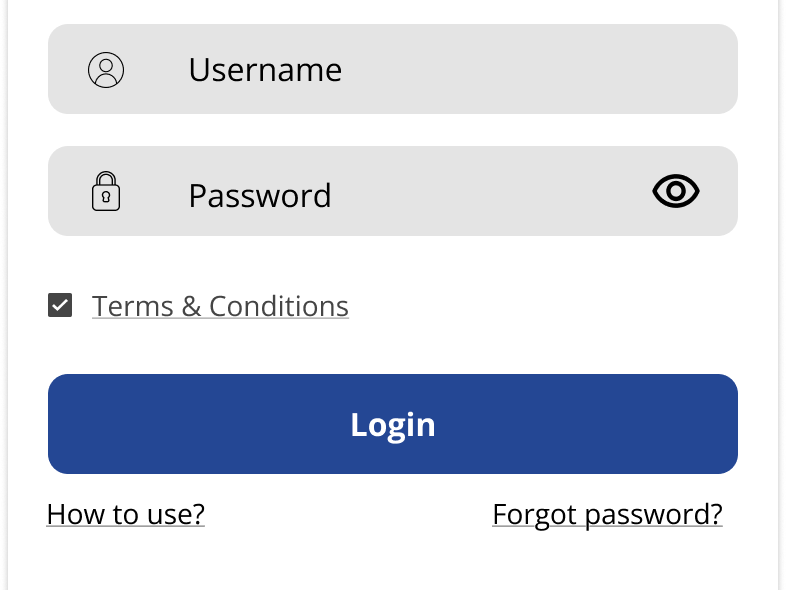 Username
Password
Terms & Conditions
Login
How to use?
Forgot password?